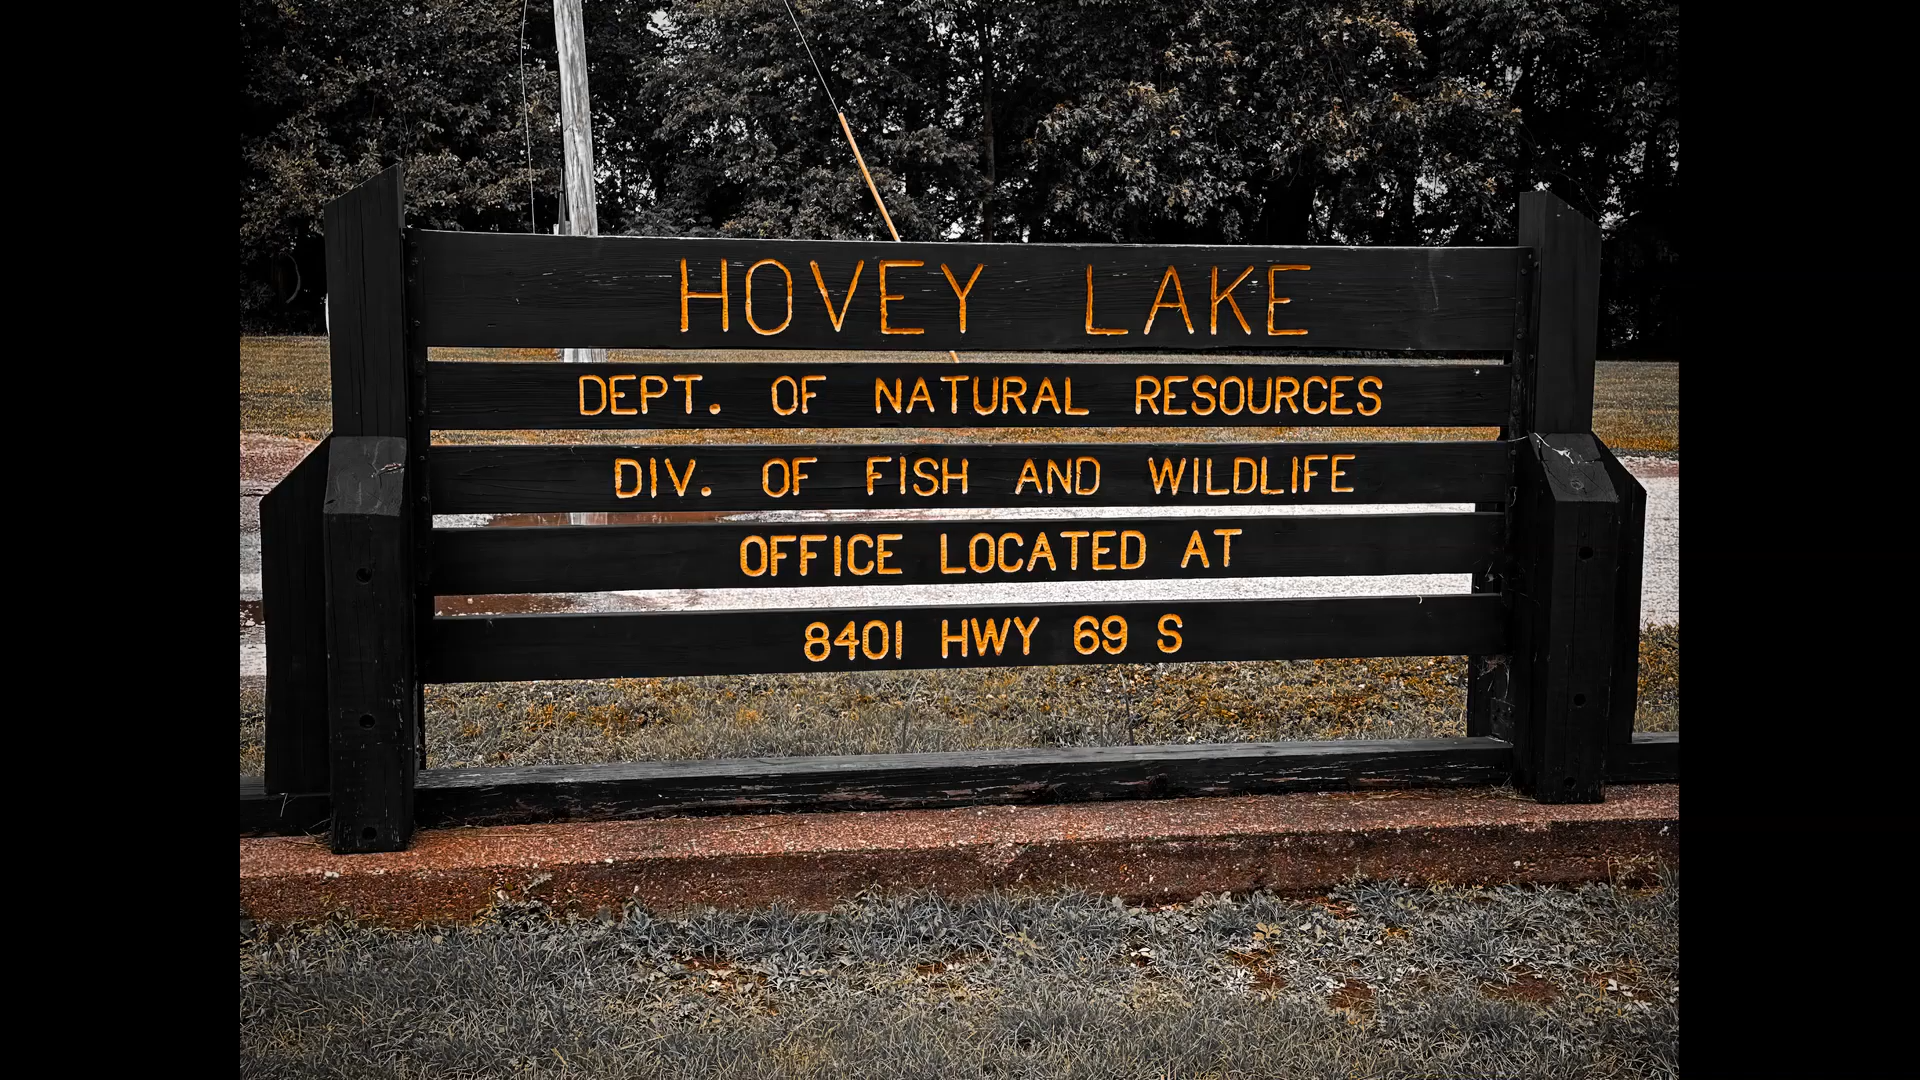 HOVEY LAKE
DEPT. OF NATURAL RESOURCES
DIV. OF FISH AND WILDLIFE
OFFICE LOCATED AT
8401 HWY 69 S